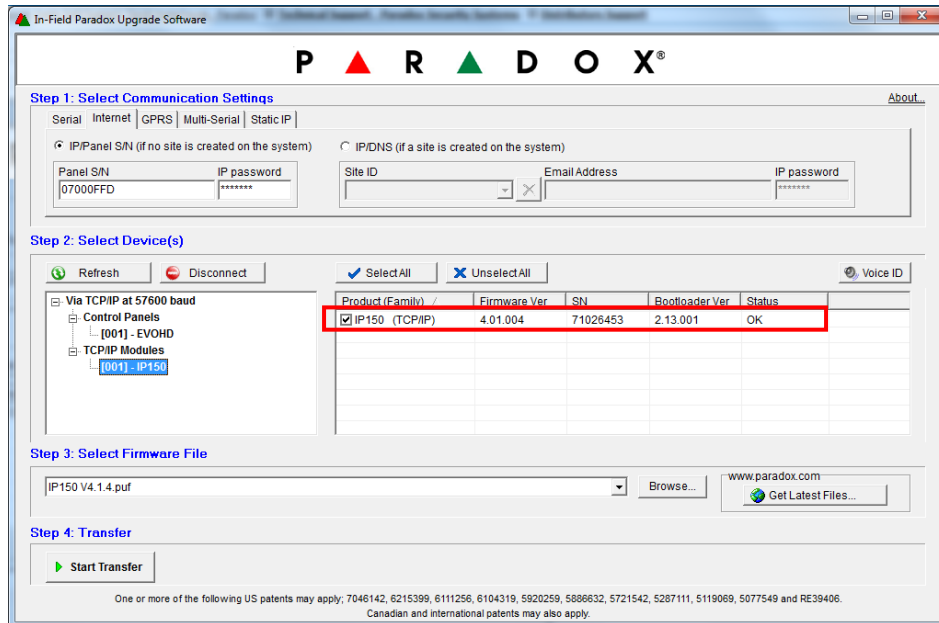 In-Field Paradox Upgrade Software
PARADOX®
Step 1: Select Communication Settings
About...
Serial Internet GPRS Multi-Serial Static IP
IP/Panel S/N (if no site is created on the system) IP/DNS (if a site is created on the system)
Panel S/N IP password Site ID Email Address IP password
07000FFD ******* *******
Step 2: Select Device(s)
Refresh Disconnect Select All Unselect All Voice ID
Via TCP/IP at 57600 baud
Control Panels
[001] - EVOHD
TCP/IP Modules
[001] - IP150
Product (Family) Firmware Ver SN Bootloader Ver Status
IP150 (TCP/IP) 4.01.004 71026453 2.13.001 OK
Step 3: Select Firmware File
www.paradox.com
IP150 V4.1.4.puf Browse... Get Latest Files...
Step 4: Transfer
Start Transfer
One or more of the following US patents may apply; 7046142, 6215399, 6111256, 6104319, 5920259, 5886632, 5721542, 5287111, 5119069, 5077549 and RE39406.
Canadian and international patents may also apply.